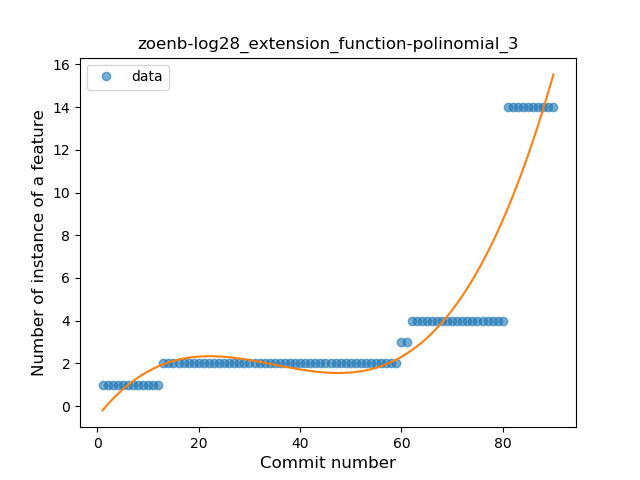 zoenb-log28_extension_function-polinomial_3
data
Number of instance of a feature
16
14
12
10
8
6
4
2
0
0 20 40 60 80
Commit number